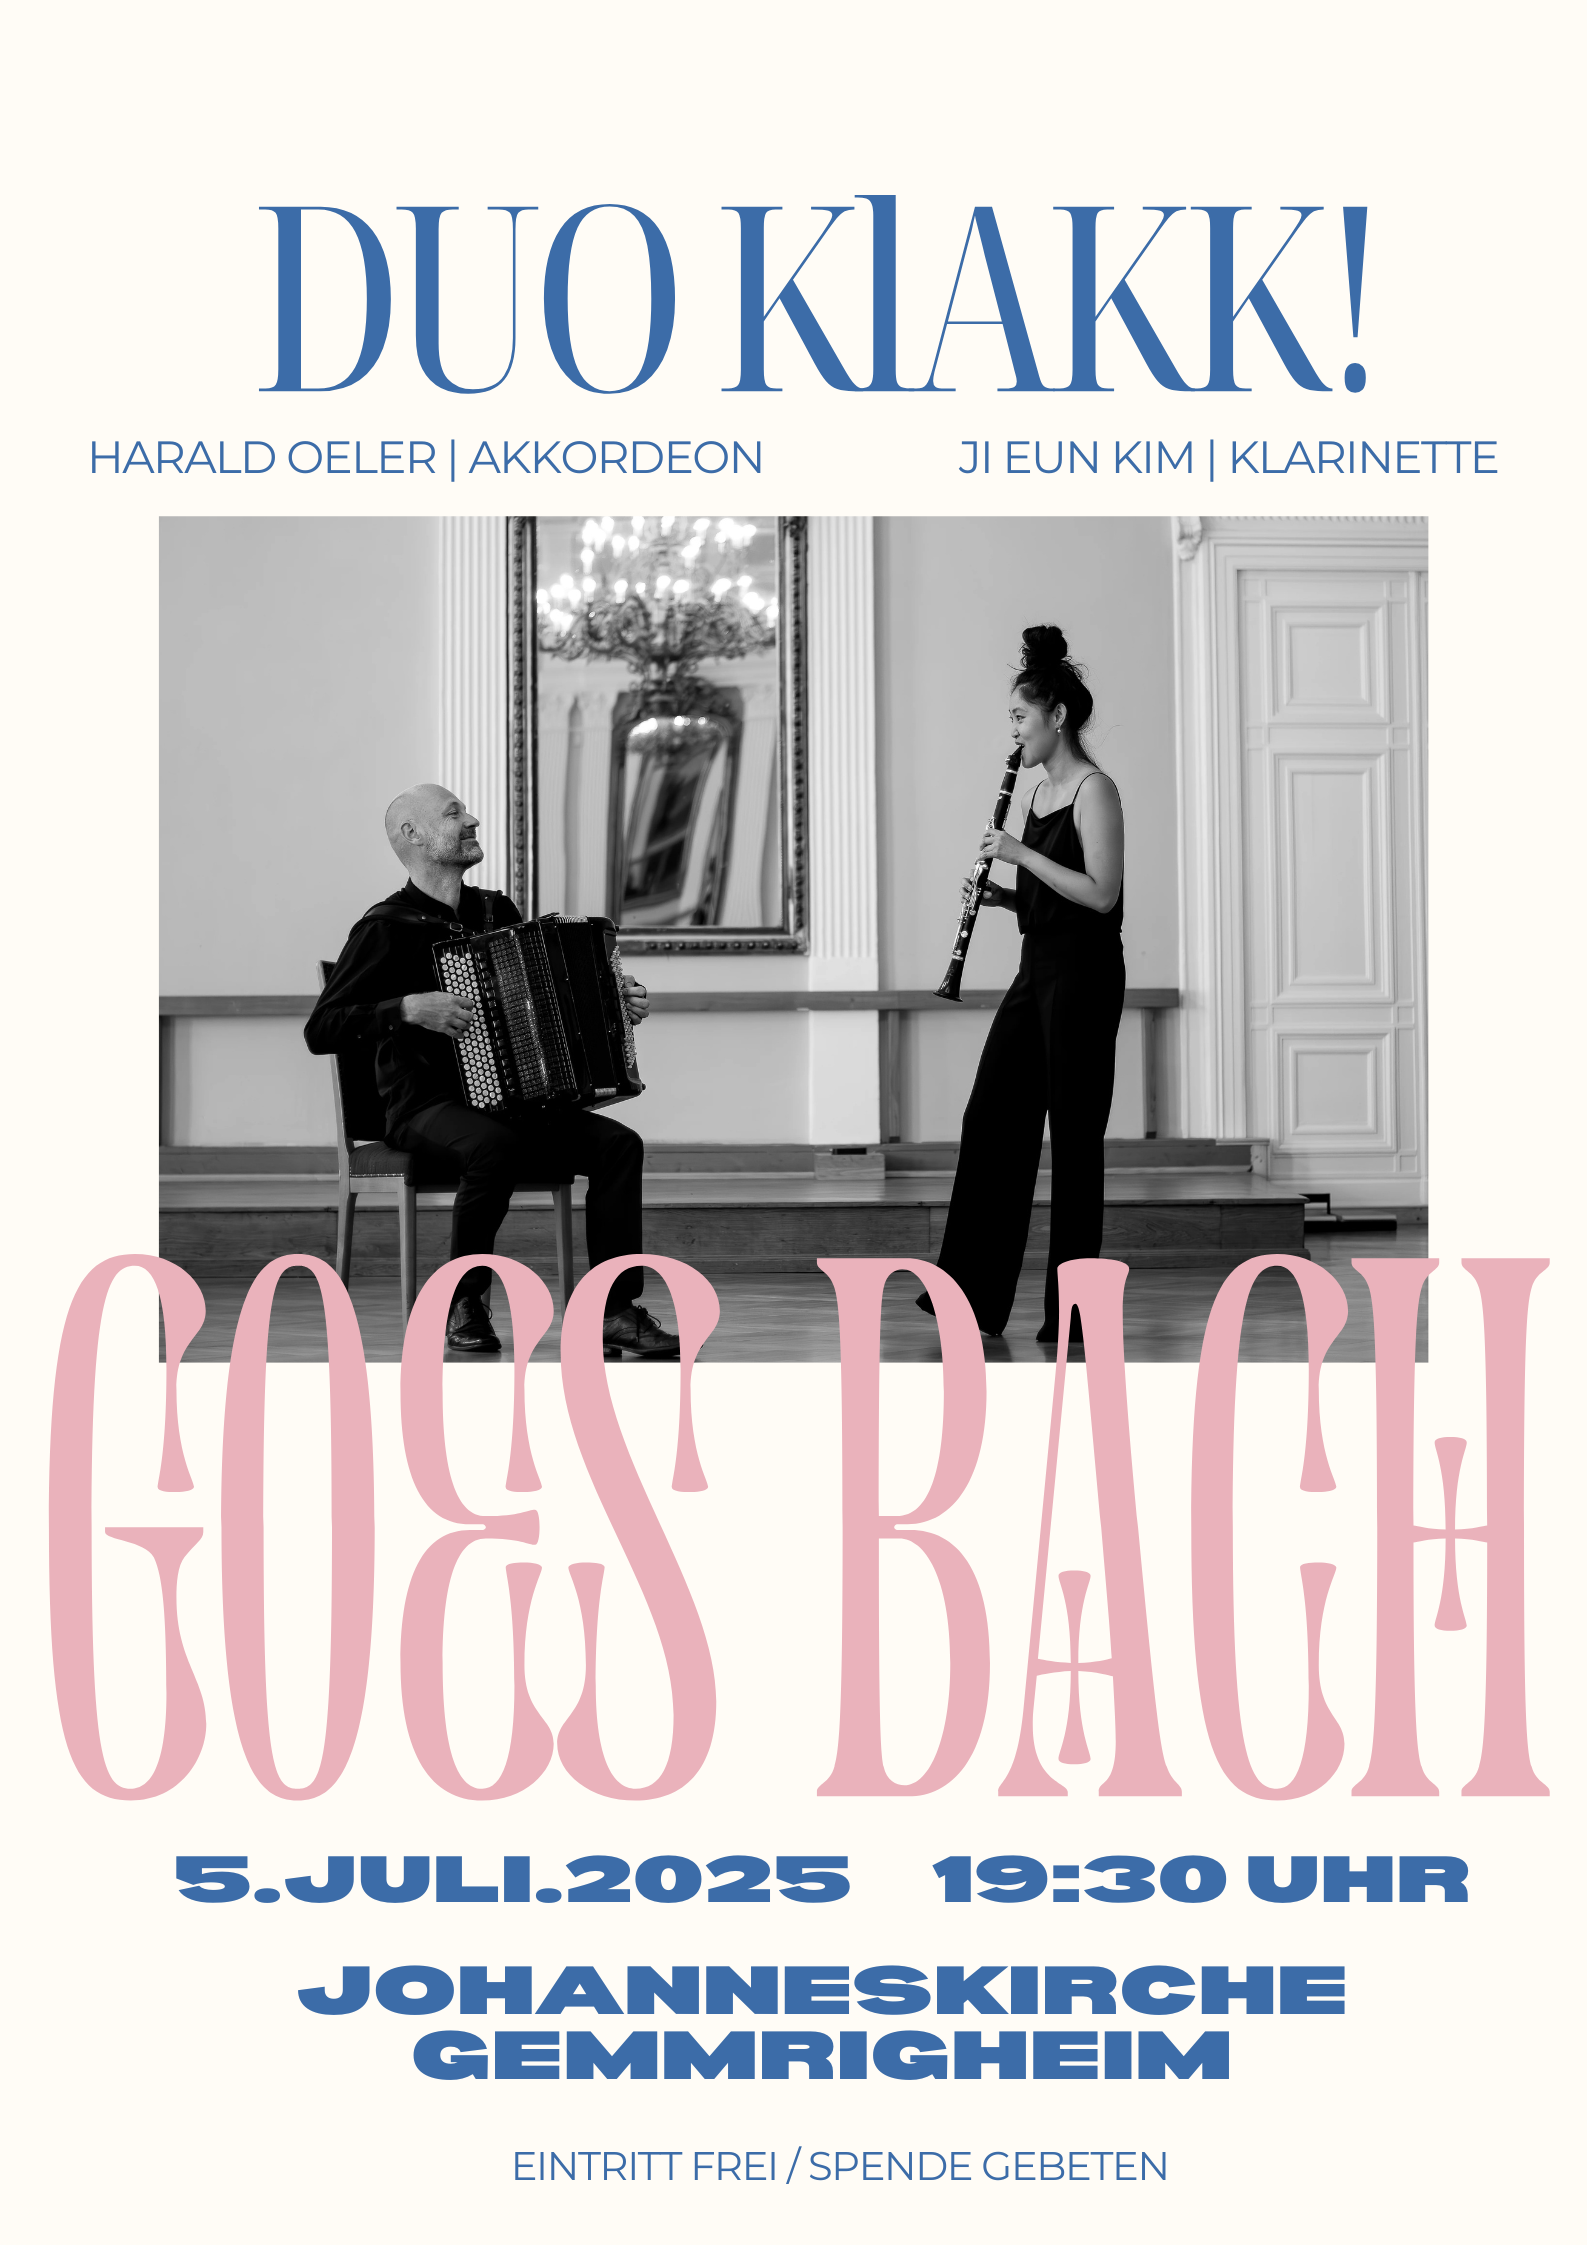 DUO KlAKK!
HARALD OELER | AKKORDEON JI EUN KIM | KLARINETTE
GOES BACH
5.JULI.2025 19:30 UHR
JOHANNESKIRCHE
GEMMRIGHEIM
EINTRITT FREI / SPENDE GEBETEN